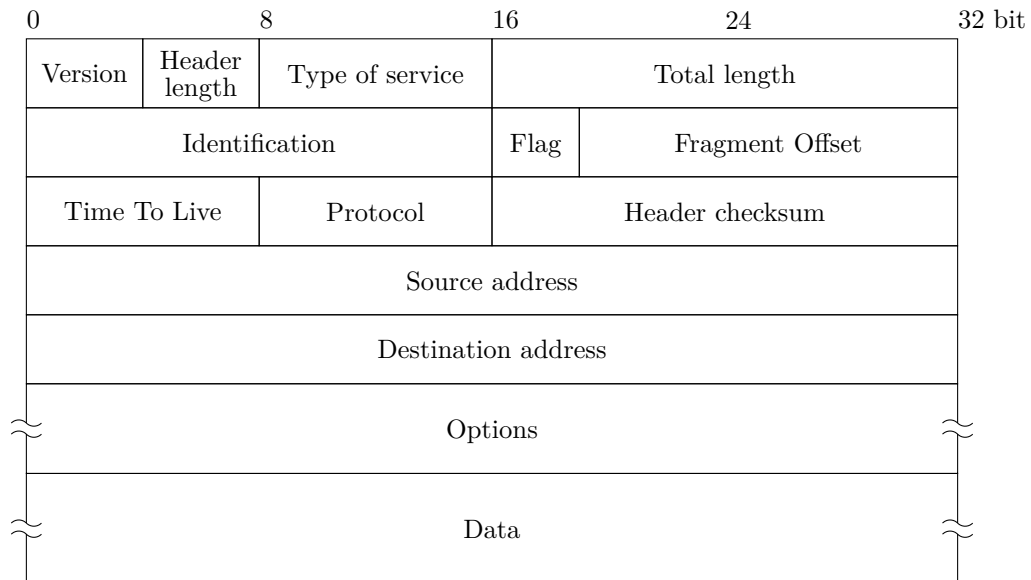 0 8 16 24 32 bit
Version Header length Type of service Total length
Identification Flag Fragment Offset
Time To Live Protocol Header checksum
Source address
Destination address
Options
Data